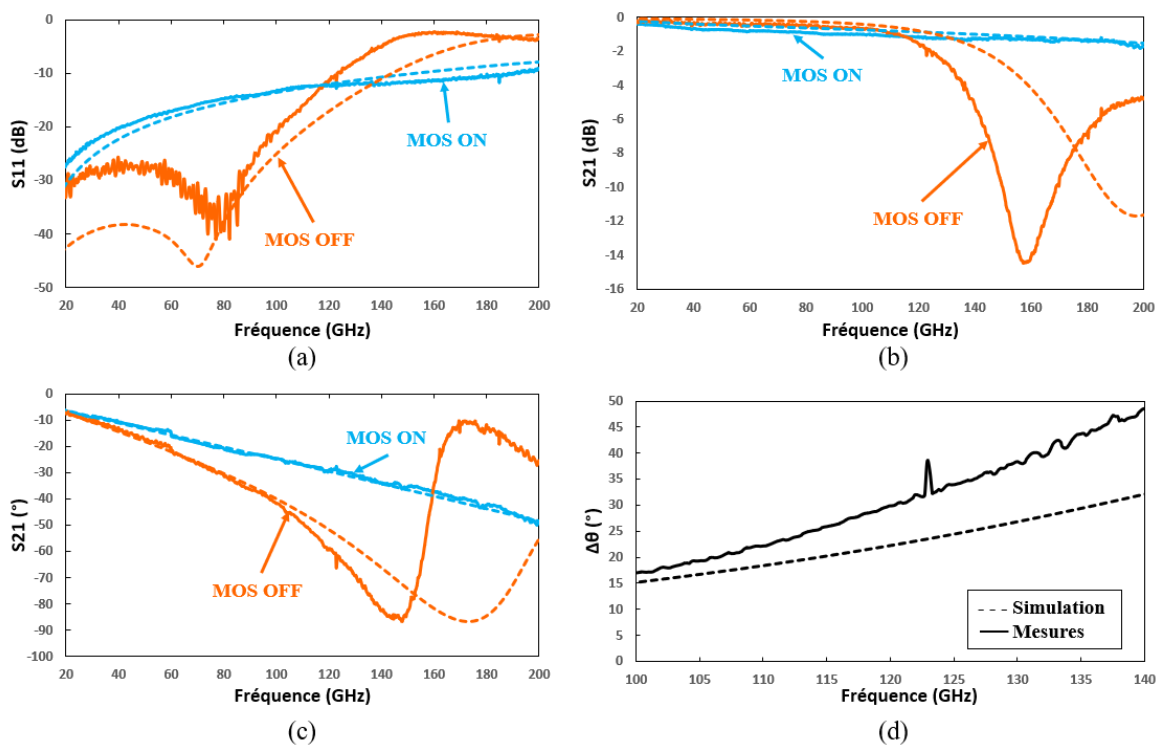 0
-10
-20
-30
-40
-50
S11 (dB)
MOS ON
MOS OFF
20 40 60 80 100 120 140 160 180 200
Fréquence (GHz)
(a)
0
-2
-4
-6
-8
-10
-12
-14
-16
S21 (dB)
MOS ON
MOS OFF
20 40 60 80 100 120 140 160 180 200
Fréquence (GHz)
(b)
0
-10
-20
-30
-40
-50
-60
-70
-80
-90
-100
S21 (°)
MOS ON
MOS OFF
20 40 60 80 100 120 140 160 180 200
Fréquence (GHz)
(c)
50
45
40
35
30
25
20
15
10
5
0
Δθ (°)
Simulation
Mesures
100 105 110 115 120 125 130 135 140
Fréquence (GHz)
(d)